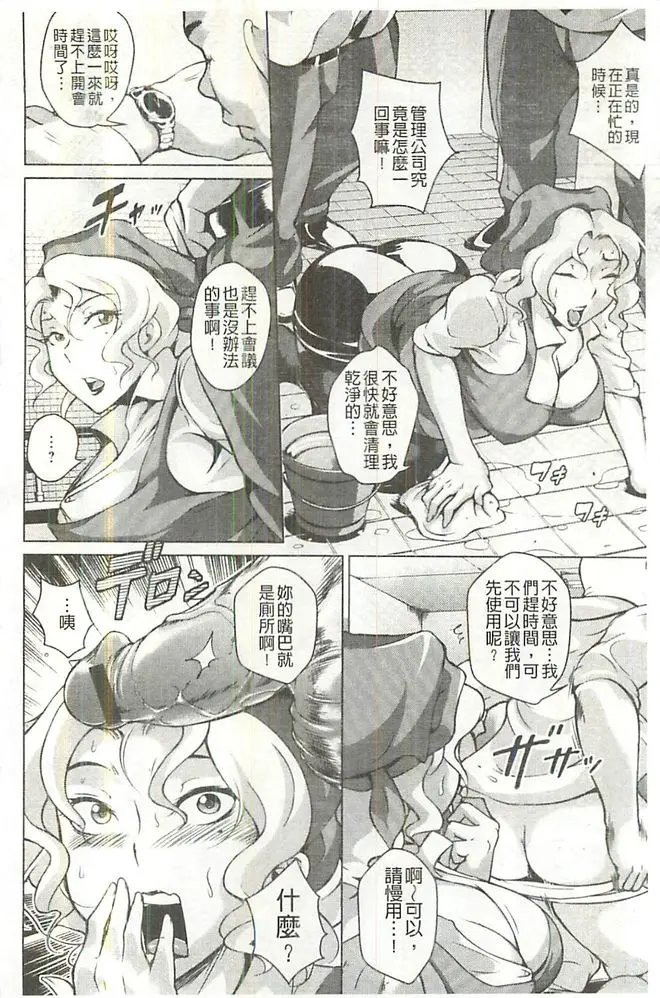 真是的，現
在正在忙的
時候…
管理公司究
竟是怎麼一
回事嘛！
不好意思，我
很快就會清理
乾淨的…
ワキ
ワキ
哎呀哎呀，
這麼一來就
趕不上開會
時間了…
チャッ
趕不上會議
也是沒辦法
的事啊！
…?
不好意思…我
們趕時間，可
不可以讓我們
先使用呢？
ザザッ
啊～可以，
請慢用…！
妳的嘴巴就
是廁所啊！
デロン
…咦
什麼？